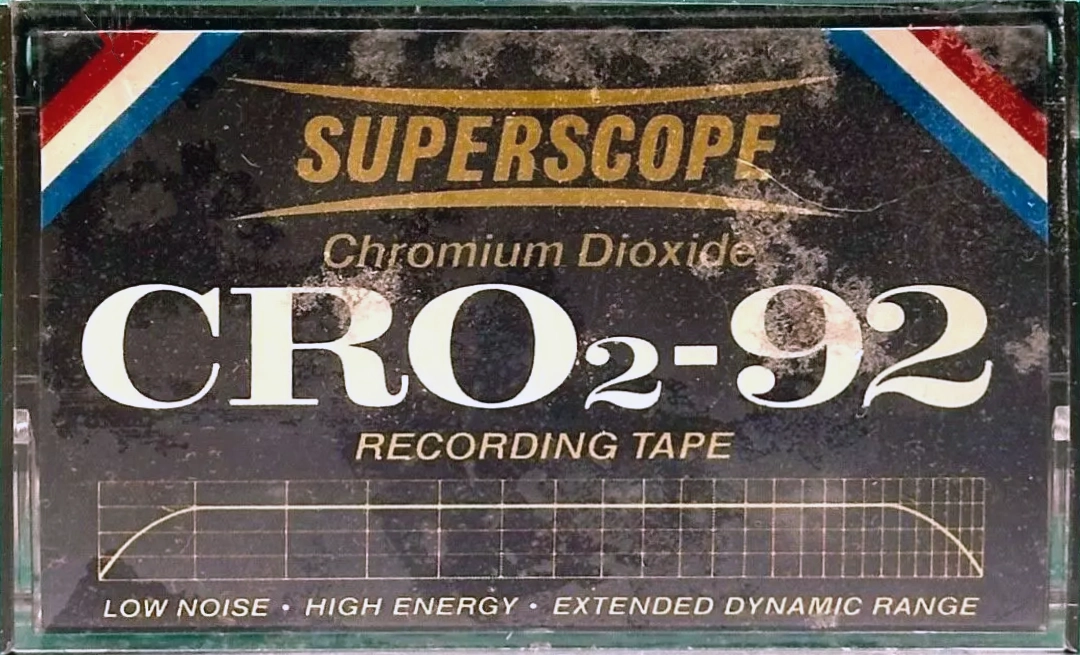 SUPERSCOPE
Chromium Dioxide
CRO₂-92
RECORDING TAPE
LOW NOISE • HIGH ENERGY • EXTENDED DYNAMIC RANGE